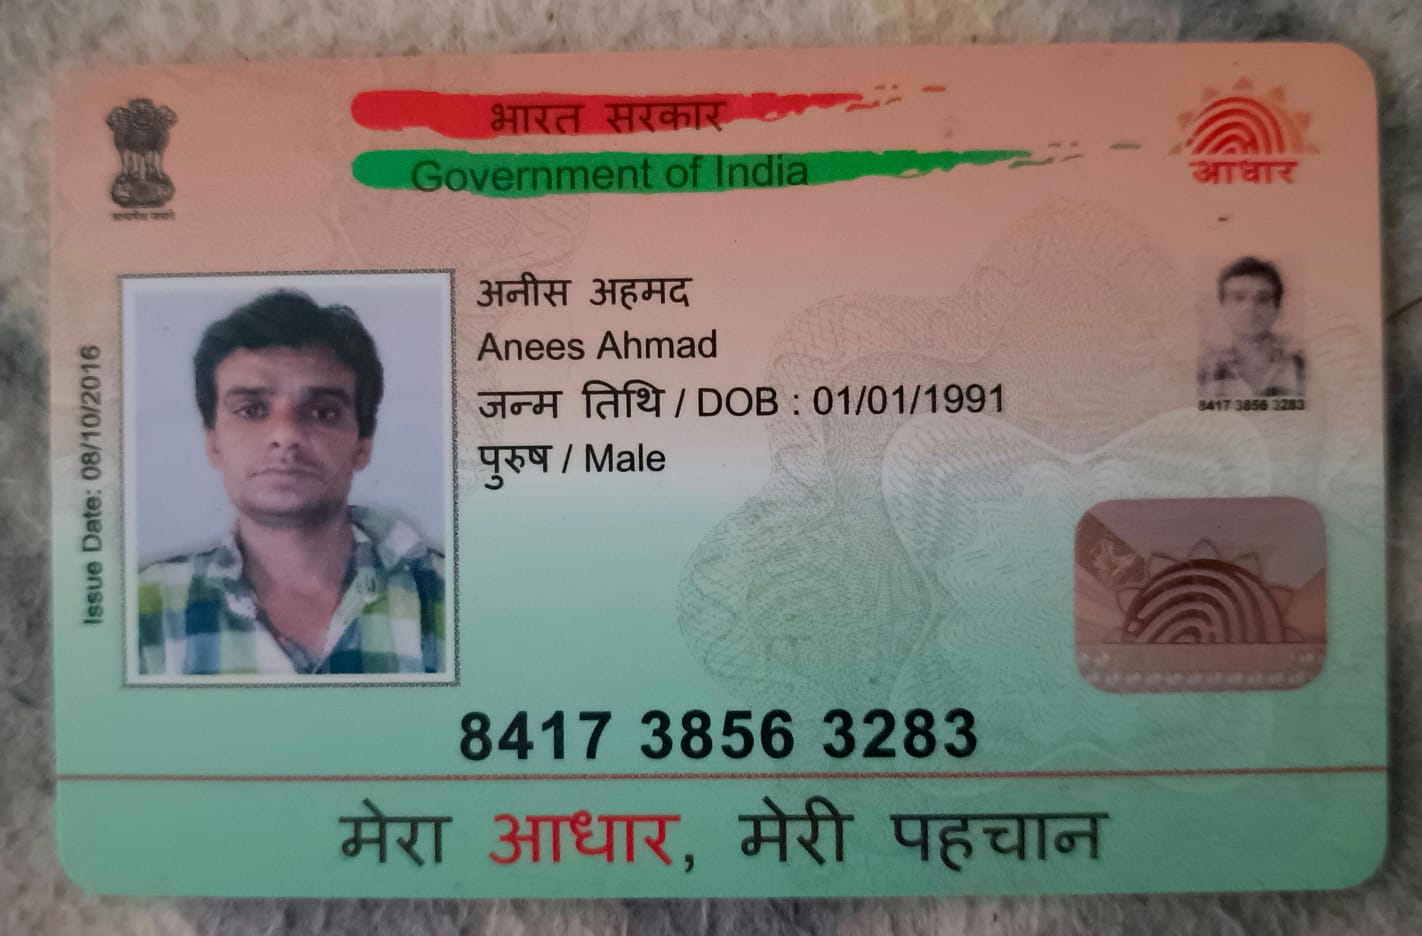 भारत सरकार
Government of India
आधार
सत्यमेव जयते
Issue Date: 08/10/2016
अनीस अहमद
Anees Ahmad
जन्म तिथि / DOB : 01/01/1991
पुरुष / Male
8417 3856 3283
8417 3856 3283
मेरा आधार, मेरी पहचान